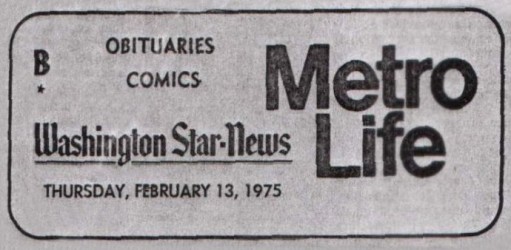 B
*
OBITUARIES
COMICS
Washington Star-News
THURSDAY, FEBRUARY 13, 1975
Metro
Life